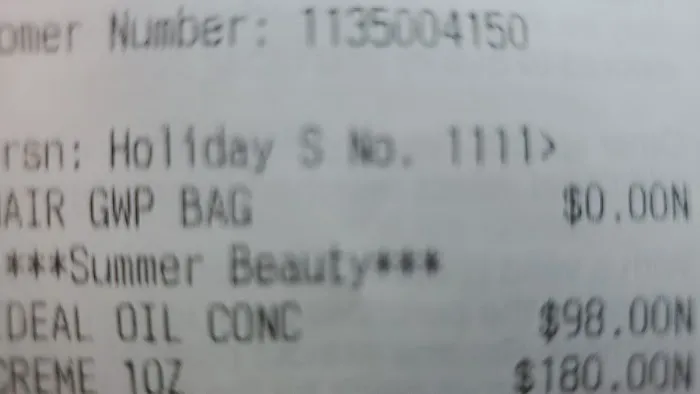 omer Number: 1135004150
rsn: Holiday S No. 1111>
AIR GWP BAG $0.00N
***Summer Beauty***
DEAL OIL CONC $98.00N
CREME 1OZ $180.00N